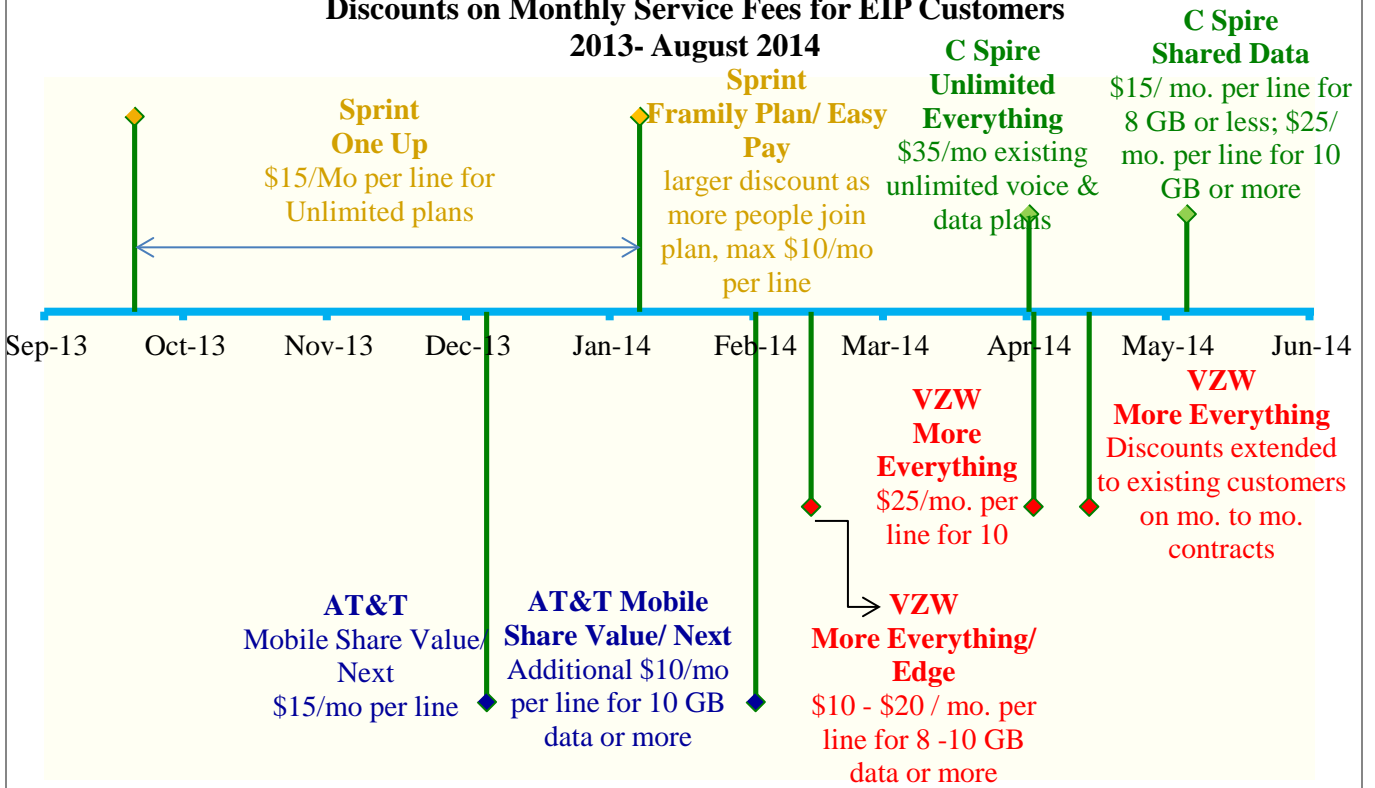 Discounts on Monthly Service Fees for EIP Customers
2013- August 2014
Sprint
One Up
$15/Mo per line for
Unlimited plans
Sprint
Framily Plan/ Easy
Pay
larger discount as
more people join
plan, max $10/mo
per line
C Spire
Unlimited
Everything
$35/mo existing
unlimited voice &
data plans
C Spire
Shared Data
$15/ mo. per line for
8 GB or less; $25/
mo. per line for 10
GB or more
Sep-13 Oct-13 Nov-13 Dec-13 Jan-14 Feb-14 Mar-14 Apr-14 May-14 Jun-14
AT&T
Mobile Share Value/
Next
$15/mo per line
AT&T Mobile
Share Value/ Next
Additional $10/mo
per line for 10 GB
data or more
VZW
More Everything/
Edge
$10 - $20 / mo. per
line for 8 -10 GB
data or more
VZW
More
Everything
$25/mo. per
line for 10
VZW
More Everything
Discounts extended
to existing customers
on mo. to mo.
contracts